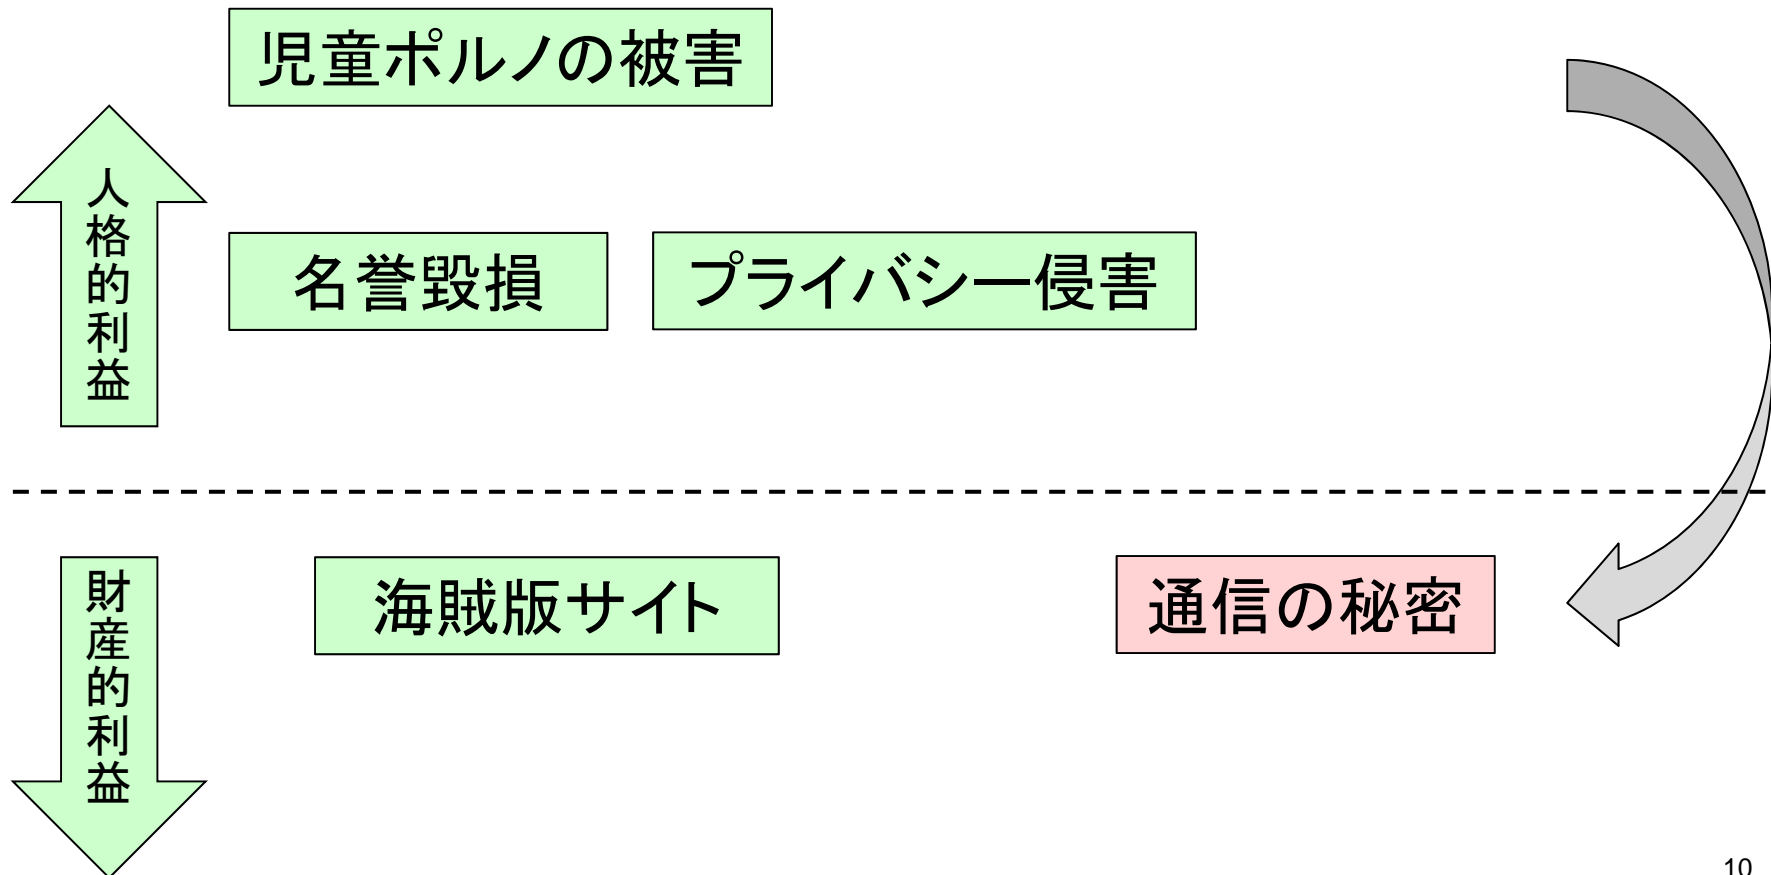 児童ポルノの被害
人格的利益
名誉毀損
プライバシー侵害
財産的利益
海賊版サイト
通信の秘密
10